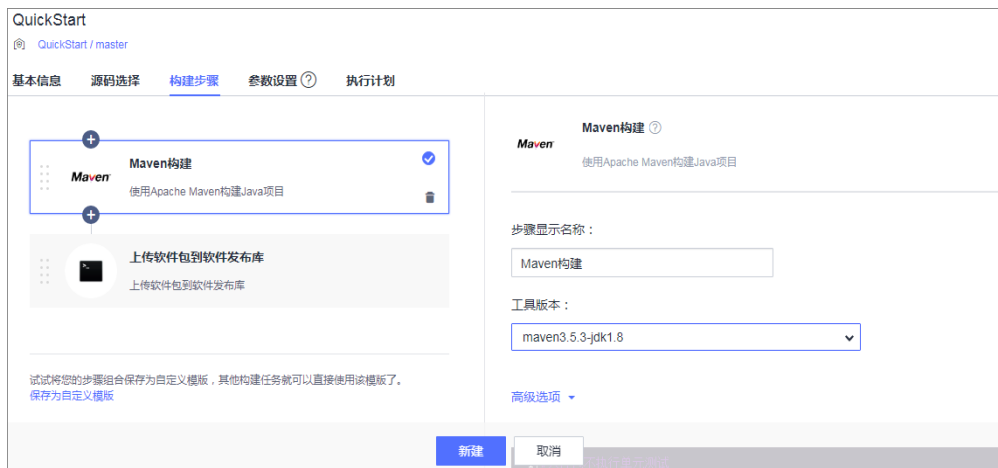 QuickStart
QuickStart / master
基本信息 源码选择 构建步骤 参数设置 ? 执行计划
Maven
Maven构建
使用Apache Maven构建Java项目
上传软件包到软件发布库
上传软件包到软件发布库
试试将您的步骤组合保存为自定义模版，其他构建任务就可以直接使用该模版了。
保存为自定义模版
Maven
Maven构建 ?
使用Apache Maven构建Java项目
步骤显示名称：
Maven构建
工具版本：
maven3.5.3-jdk1.8
高级选项
新建 取消